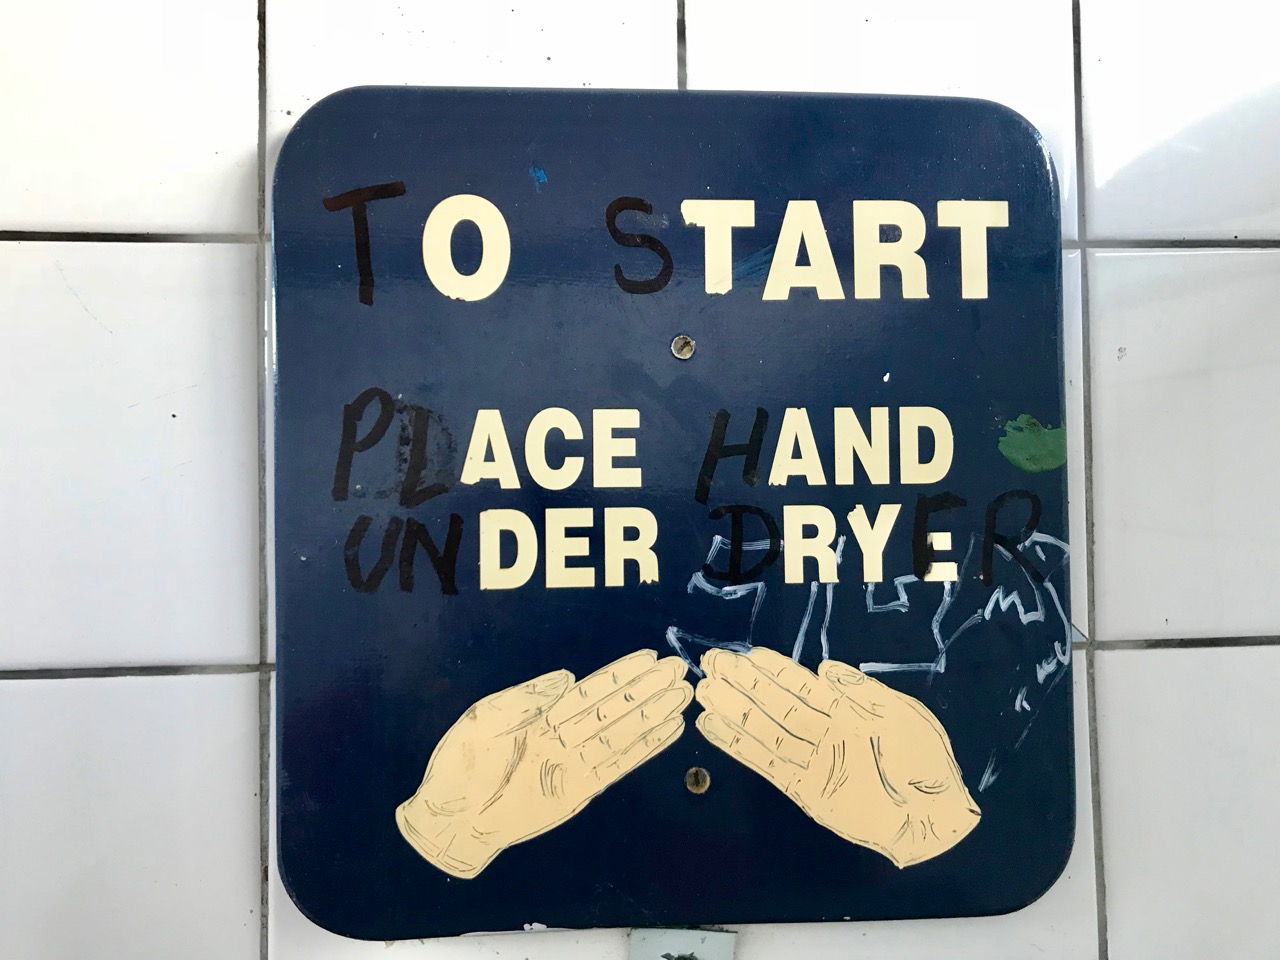 TO START
PLACE HAND
UNDER DRYER